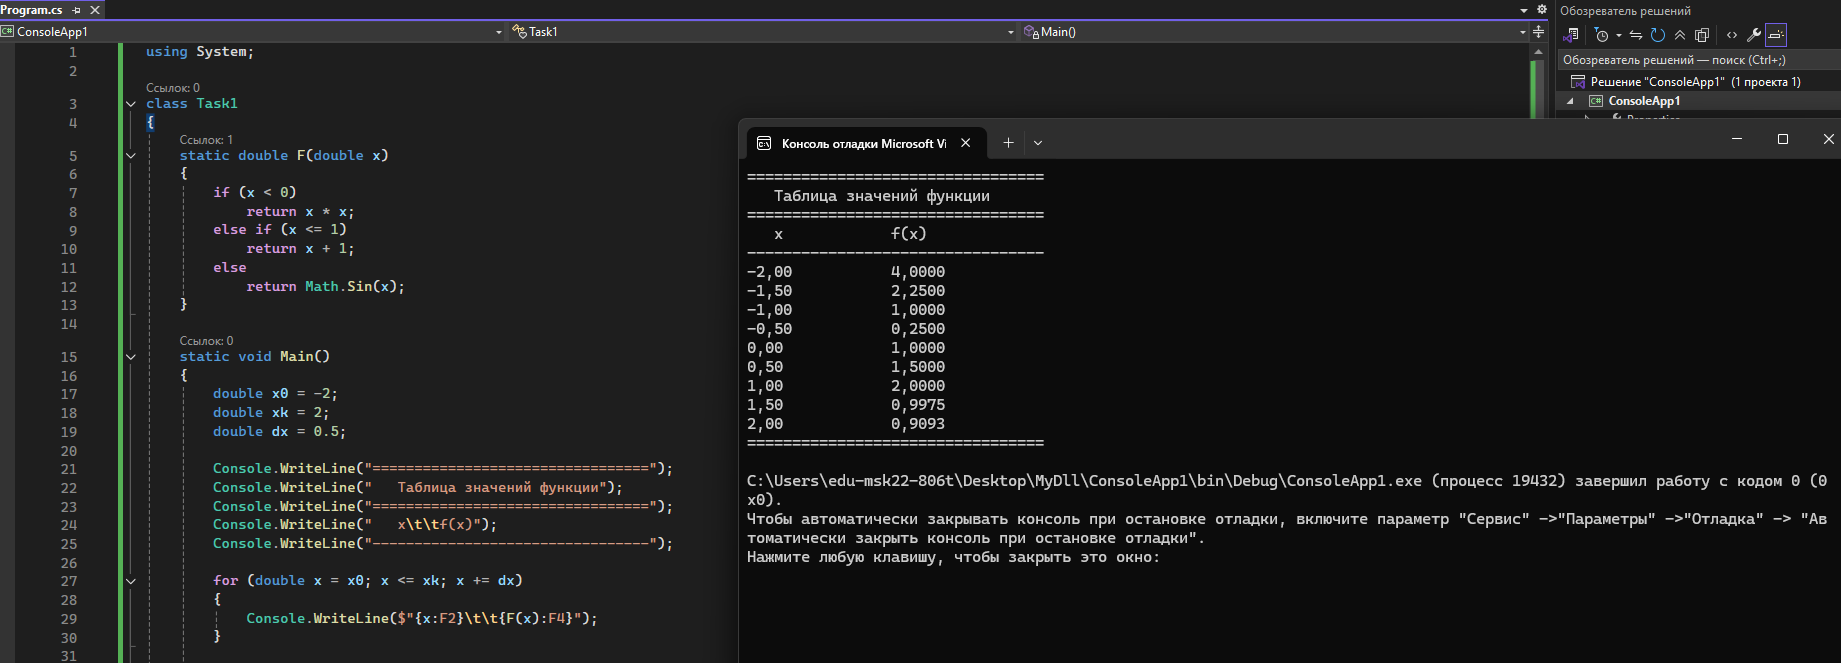 Program.cs
ConsoleApp1
Task1
Main()
1 using System;
2
Ссылок: 0
3 class Task1
4 {
Ссылок: 1
5 static double F(double x)
6 {
7 if (x < 0)
8 return x * x;
9 else if (x <= 1)
10 return x + 1;
11 else
12 return Math.Sin(x);
13 }
14
Ссылок: 0
15 static void Main()
16 {
17 double x0 = -2;
18 double xk = 2;
19 double dx = 0.5;
20
21 Console.WriteLine("=================================");
22 Console.WriteLine("   Таблица значений функции");
23 Console.WriteLine("=================================");
24 Console.WriteLine("   x\t\tf(x)");
25 Console.WriteLine("---------------------------------");
26
27 for (double x = x0; x <= xk; x += dx)
28 {
29 Console.WriteLine($"{x:F2}\t\t{F(x):F4}");
30 }
31
Обозреватель решений
Обозреватель решений — поиск (Ctrl+;)
Решение "ConsoleApp1" (1 проекта 1)
C# ConsoleApp1
Properties
Консоль отладки Microsoft Vi
=================================
   Таблица значений функции
=================================
   x            f(x)
---------------------------------
-2,00           4,0000
-1,50           2,2500
-1,00           1,0000
-0,50           0,2500
0,00            1,0000
0,50            1,5000
1,00            2,0000
1,50            0,9975
2,00            0,9093
=================================
C:\Users\edu-msk22-806t\Desktop\MyDll\ConsoleApp1\bin\Debug\ConsoleApp1.exe (процесс 19432) завершил работу с кодом 0 (0
x0).
Чтобы автоматически закрывать консоль при остановке отладки, включите параметр "Сервис" ->"Параметры" ->"Отладка" -> "Ав
томатически закрыть консоль при остановке отладки".
Нажмите любую клавишу, чтобы закрыть это окно: